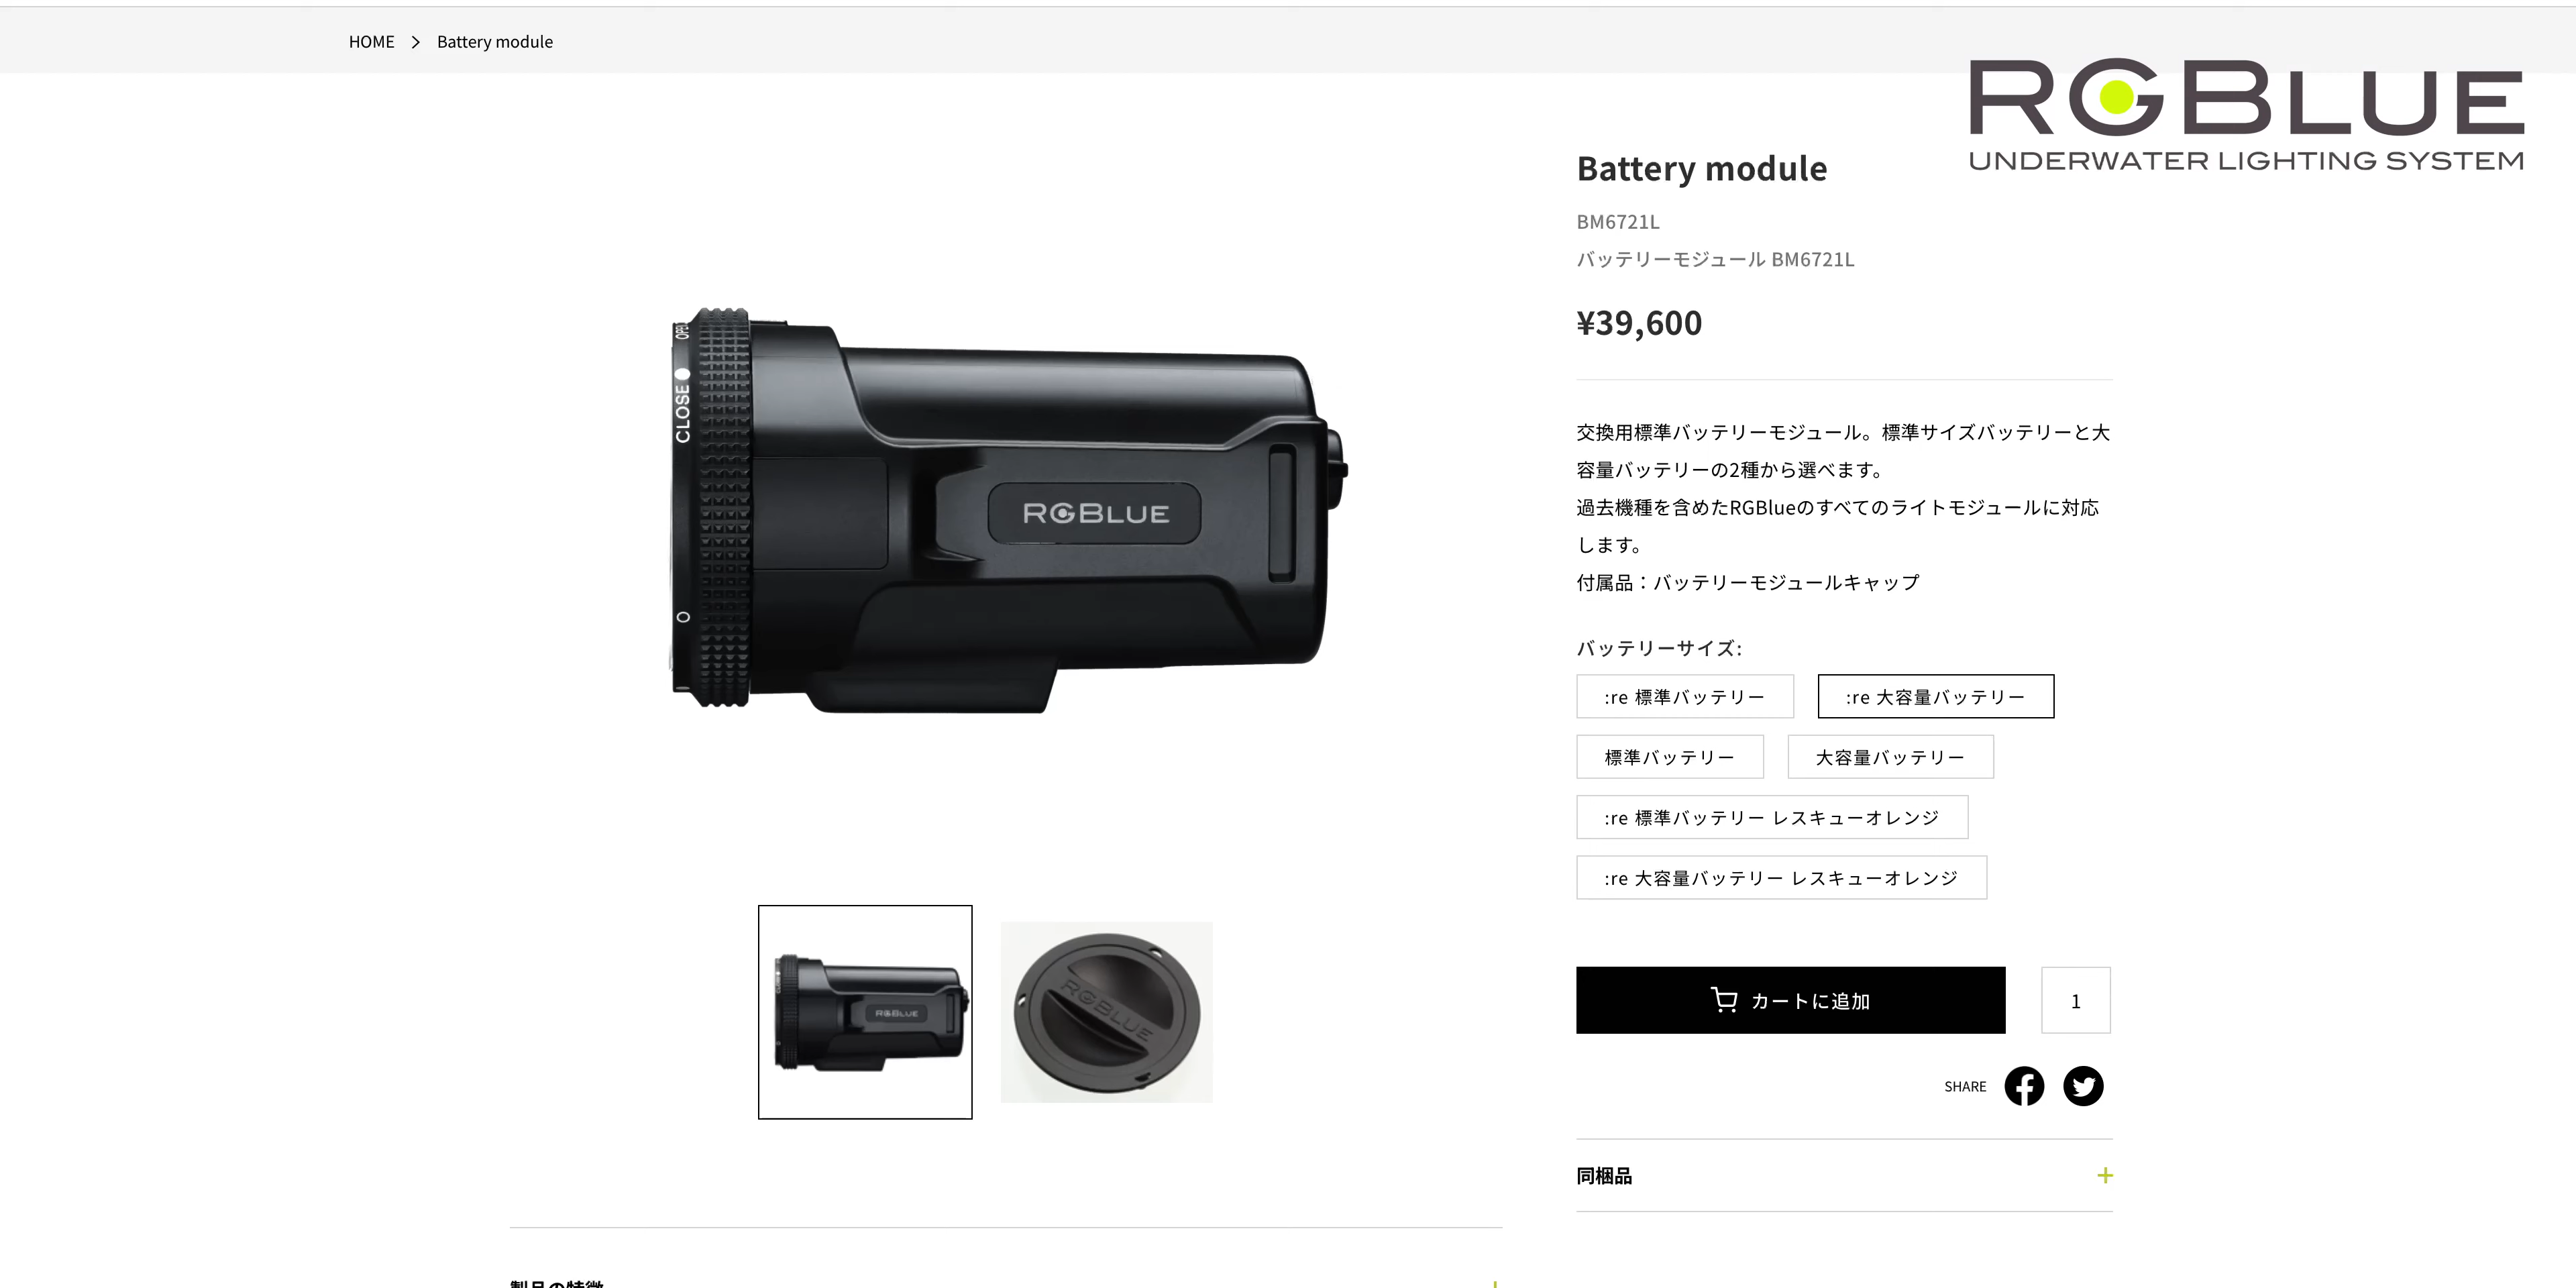 HOME > Battery module
RGBLUE
UNDERWATER LIGHTING SYSTEM
Battery module
BM6721L
バッテリーモジュール BM6721L
¥39,600
OPEN
CLOSE
RGBLUE
交換用標準バッテリーモジュール。標準サイズバッテリーと大
容量バッテリーの2種から選べます。
過去機種を含めたRGBlueのすべてのライトモジュールに対応
します。
付属品：バッテリーモジュールキャップ
バッテリーサイズ:
:re 標準バッテリー
:re 大容量バッテリー
標準バッテリー
大容量バッテリー
:re 標準バッテリー レスキューオレンジ
:re 大容量バッテリー レスキューオレンジ
RGBLUE
RGBLUE
カートに追加
1
SHARE
同梱品
製品の特徴